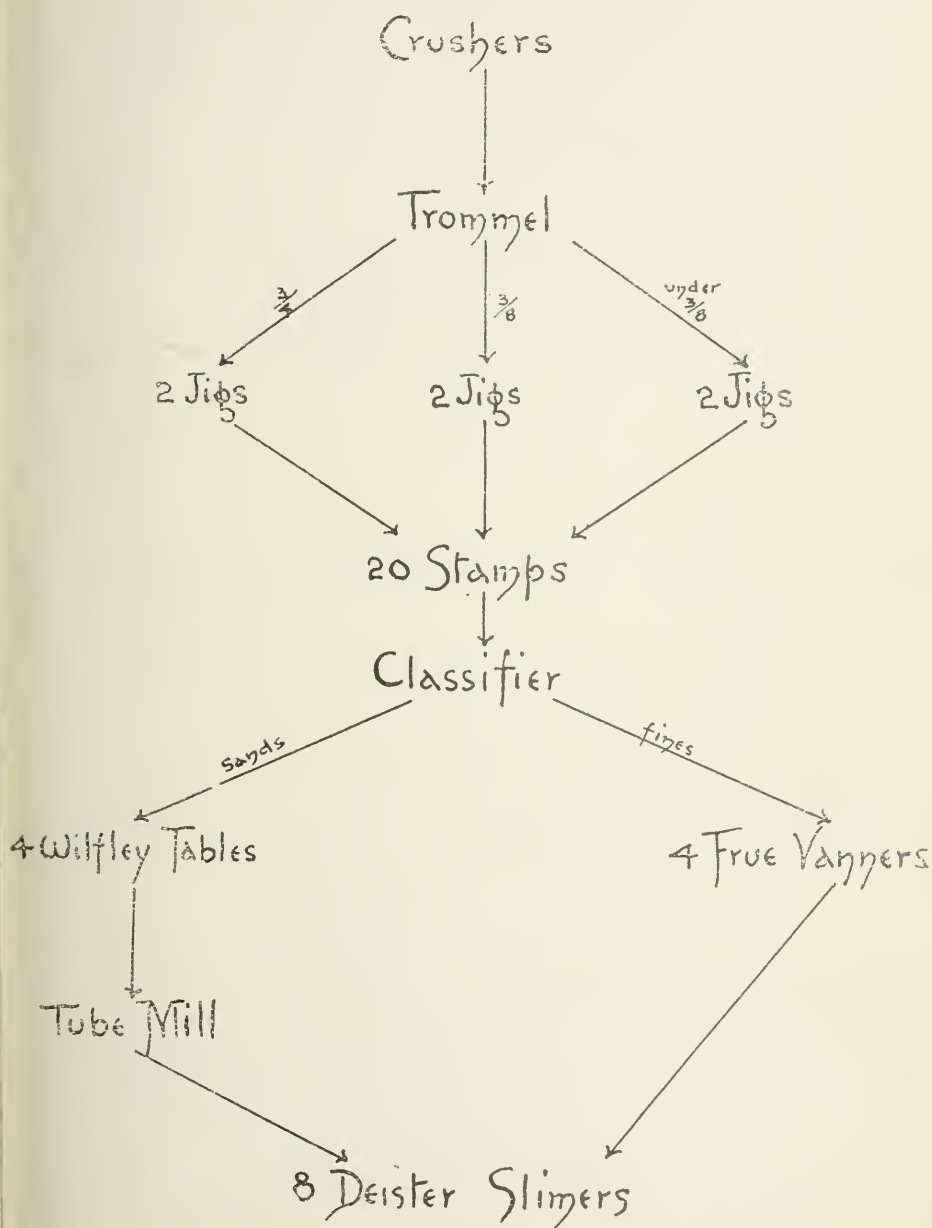 Crushers
Trommel
3/4
3/8
under
3/8
2 Jigs
2 Jigs
2 Jigs
20 Stamps
Classifier
sands
fines
4 Wilfley Tables
4 Frue Vanners
Tube Mill
8 Deister Slimers